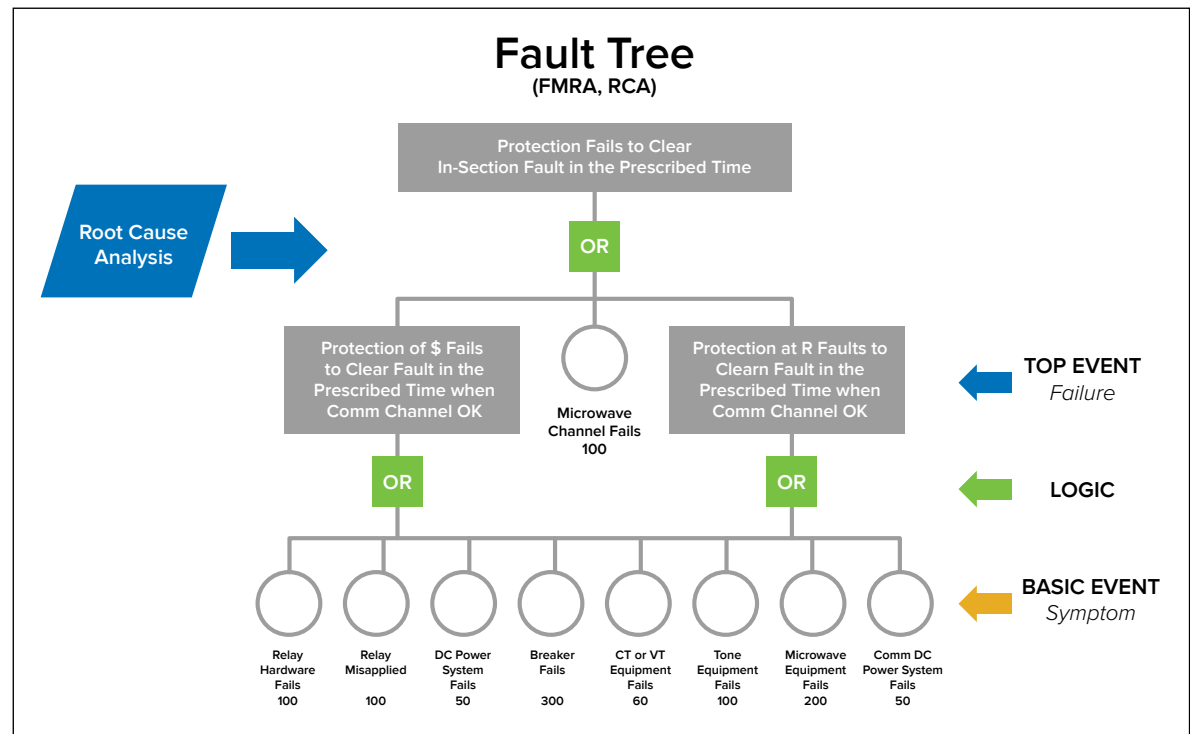 Fault Tree
(FMRA, RCA)
Protection Fails to Clear
In-Section Fault in the Prescribed Time
Root Cause
Analysis
OR
Protection of $ Fails
to Clear Fault in the
Prescribed Time when
Comm Channel OK
Microwave
Channel Fails
100
Protection at R Faults to
Clearn Fault in the
Prescribed Time when
Comm Channel OK
TOP EVENT
Failure
OR
OR
LOGIC
BASIC EVENT
Symptom
Relay
Hardware
Fails
100
Relay
Misapplied
100
DC Power
System
Fails
50
Breaker
Fails
300
CT or VT
Equipment
Fails
60
Tone
Equipment
Fails
100
Microwave
Equipment
Fails
200
Comm DC
Power System
Fails
50